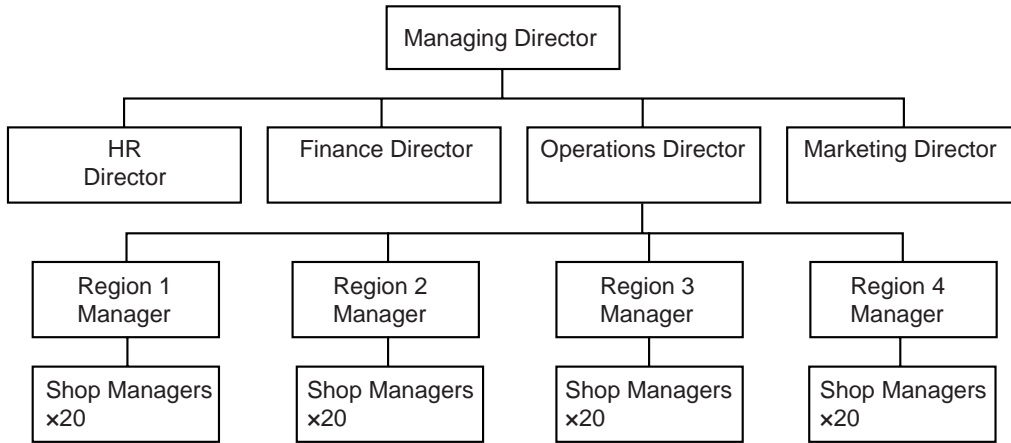 Managing Director
HR
Director
Finance Director
Operations Director
Marketing Director
Region 1
Manager
Region 2
Manager
Region 3
Manager
Region 4
Manager
Shop Managers
×20
Shop Managers
×20
Shop Managers
×20
Shop Managers
×20